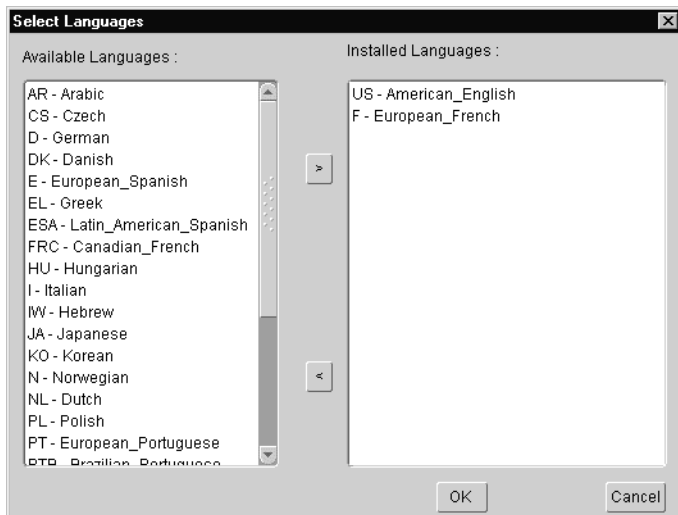 Select Languages
Available Languages :
AR - Arabic
CS - Czech
D - German
DK - Danish
E - European_Spanish
EL - Greek
ESA - Latin_American_Spanish
FRC - Canadian_French
HU - Hungarian
I - Italian
IW - Hebrew
JA - Japanese
KO - Korean
N - Norwegian
NL - Dutch
PL - Polish
PT - European_Portuguese
PTB - Brazilian_Portuguese
>
<
Installed Languages :
US - American_English
F - European_French
OK
Cancel